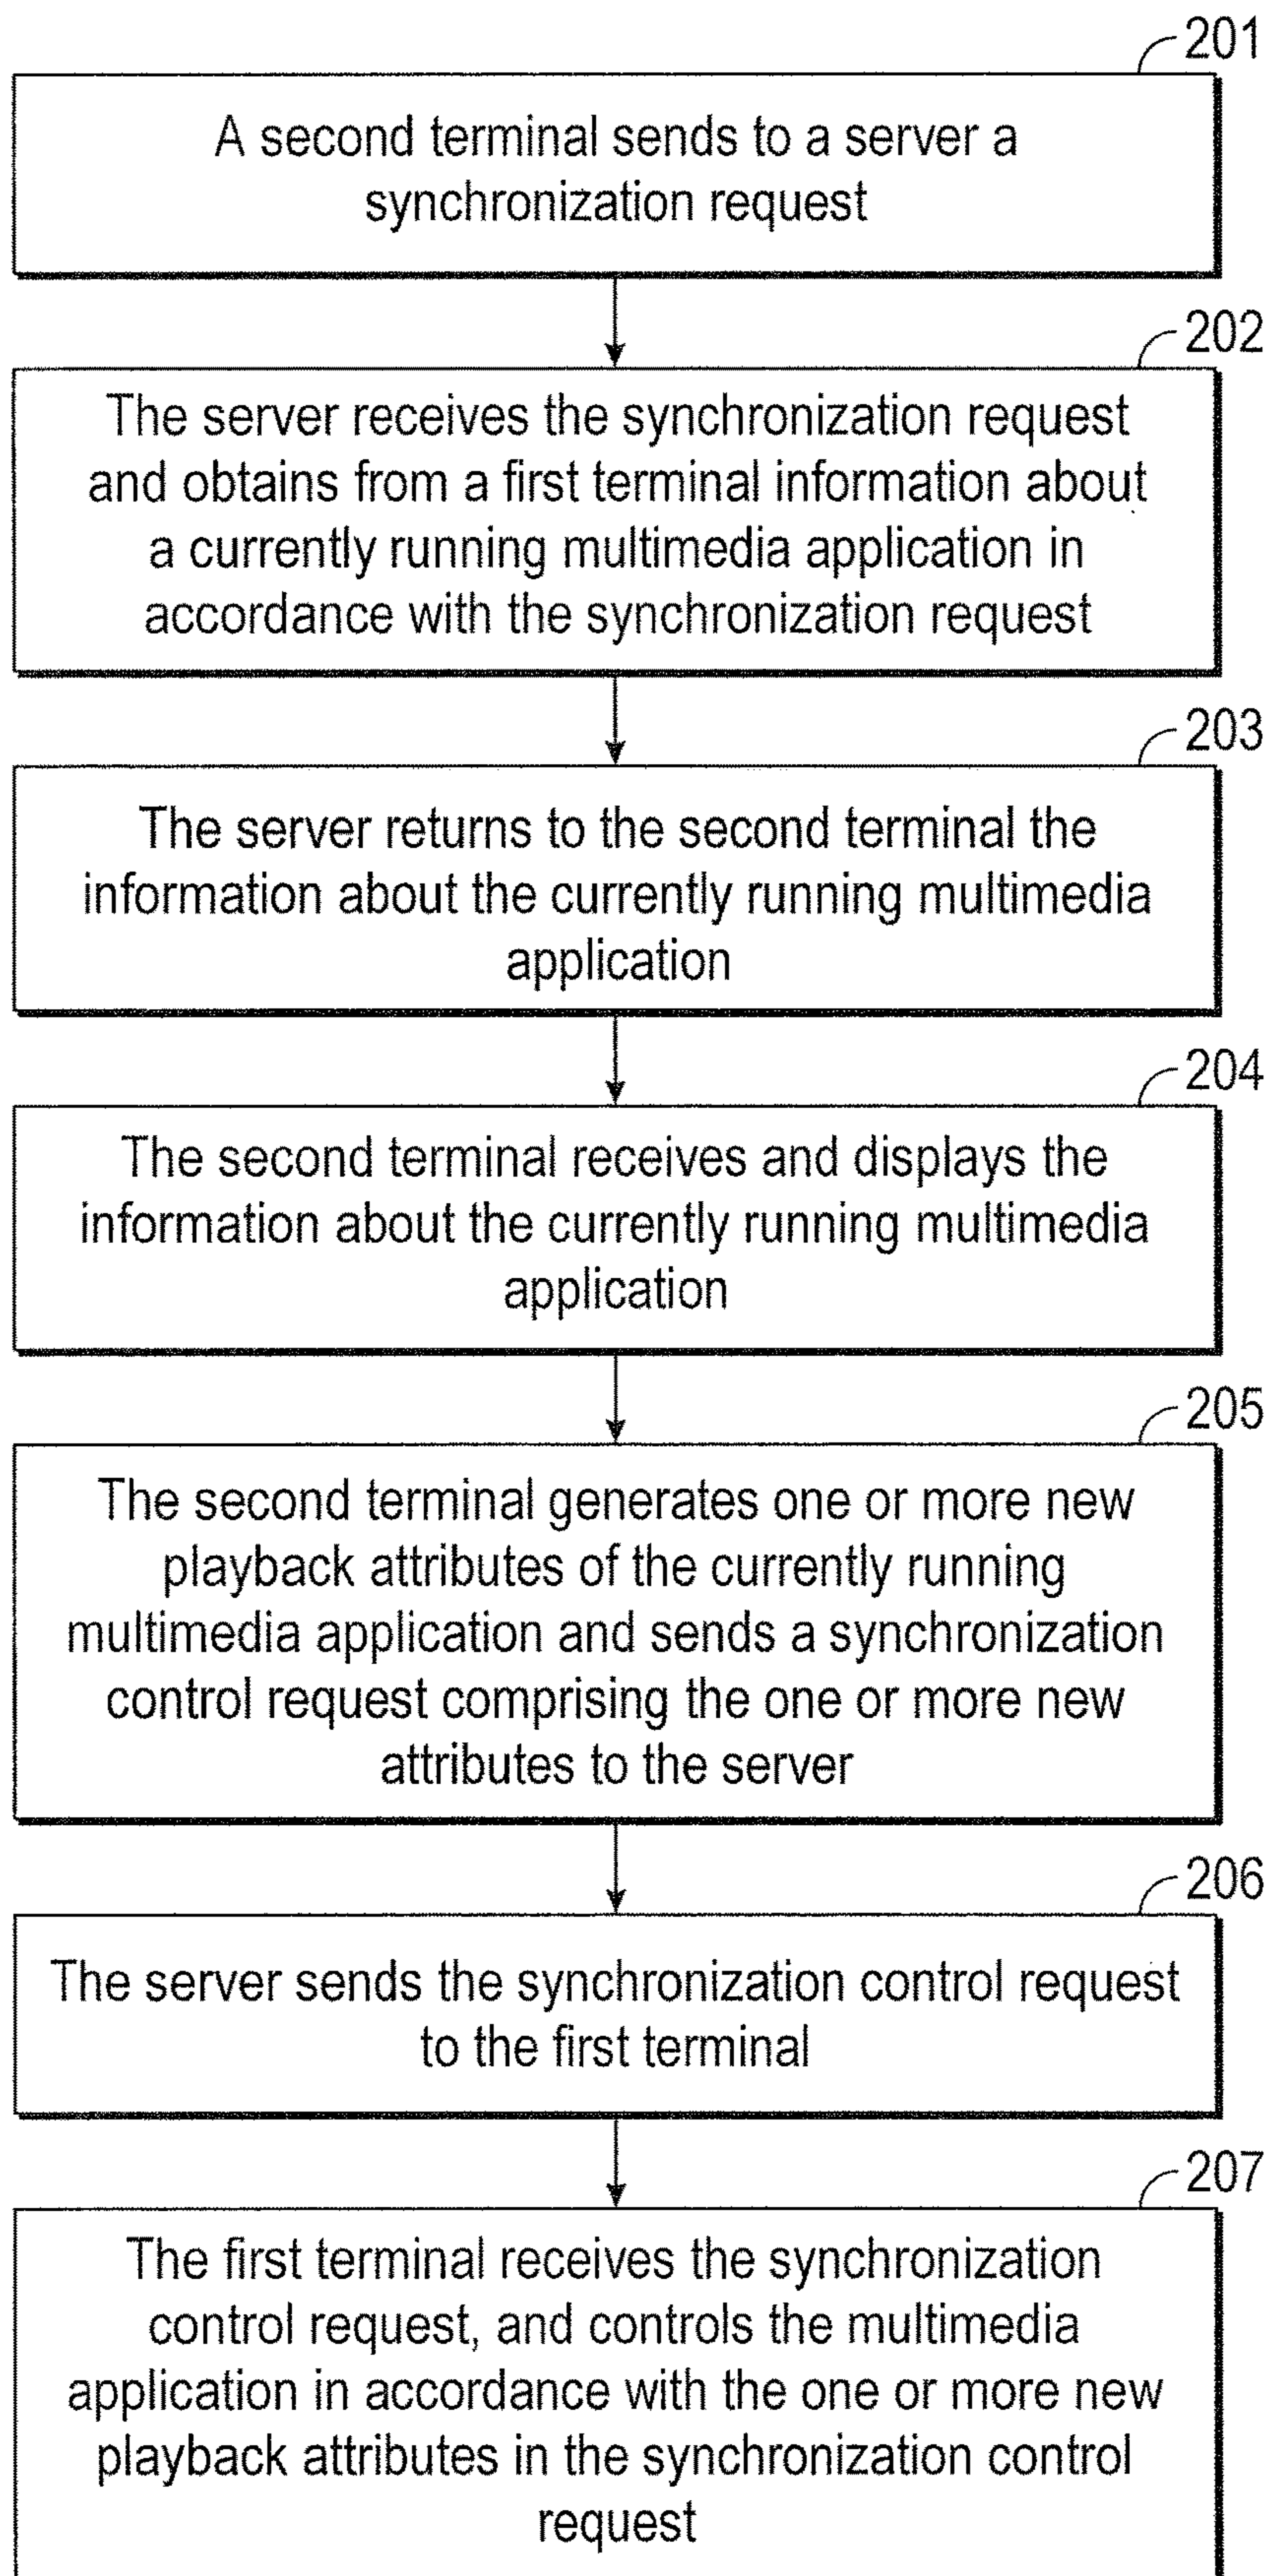 201
A second terminal sends to a server a
synchronization request
202
The server receives the synchronization request
and obtains from a first terminal information about
a currently running multimedia application in
accordance with the synchronization request
203
The server returns to the second terminal the
information about the currently running multimedia
application
204
The second terminal receives and displays the
information about the currently running multimedia
application
205
The second terminal generates one or more new
playback attributes of the currently running
multimedia application and sends a synchronization
control request comprising the one or more new
attributes to the server
206
The server sends the synchronization control request
to the first terminal
207
The first terminal receives the synchronization
control request, and controls the multimedia
application in accordance with the one or more new
playback attributes in the synchronization control
request